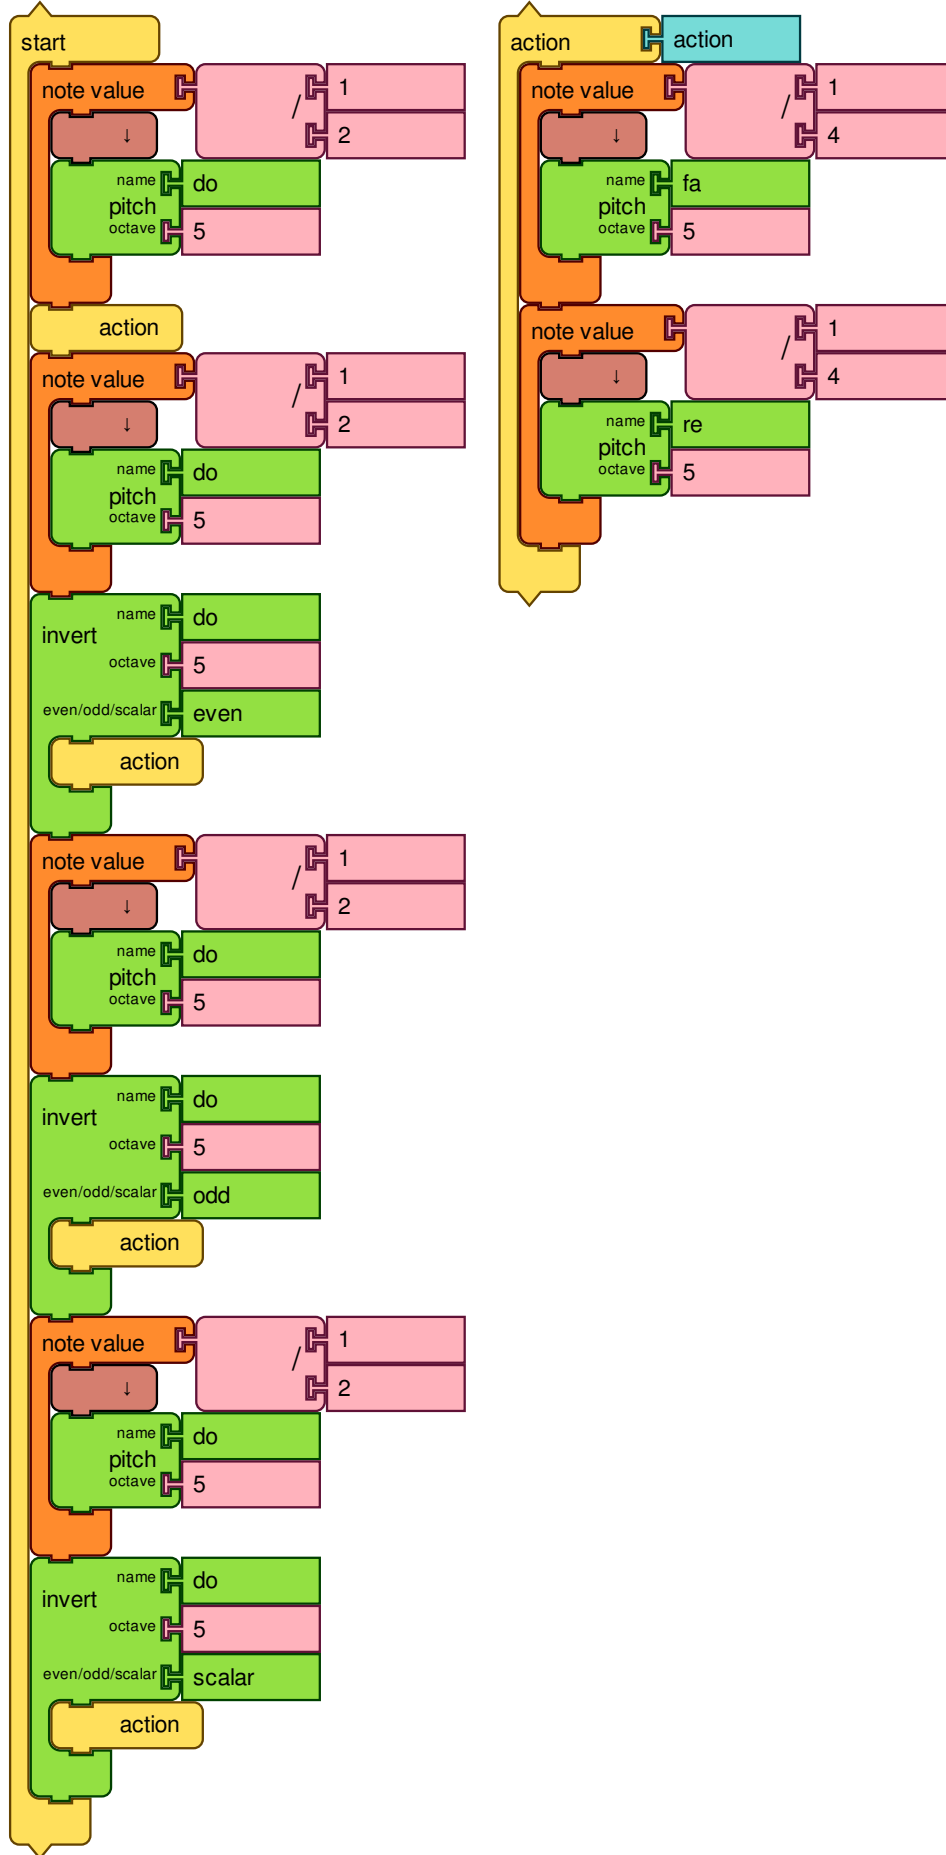 start
note value
/
1
2
↓
name
do
pitch
octave
5
action
note value
/
1
2
↓
name
do
pitch
octave
5
invert
name
do
octave
5
even/odd/scalar
even
action
note value
/
1
2
↓
name
do
pitch
octave
5
invert
name
do
octave
5
even/odd/scalar
odd
action
note value
/
1
2
↓
name
do
pitch
octave
5
invert
name
do
octave
5
even/odd/scalar
scalar
action
action
action
note value
/
1
4
↓
name
fa
pitch
octave
5
note value
/
1
4
↓
name
re
pitch
octave
5